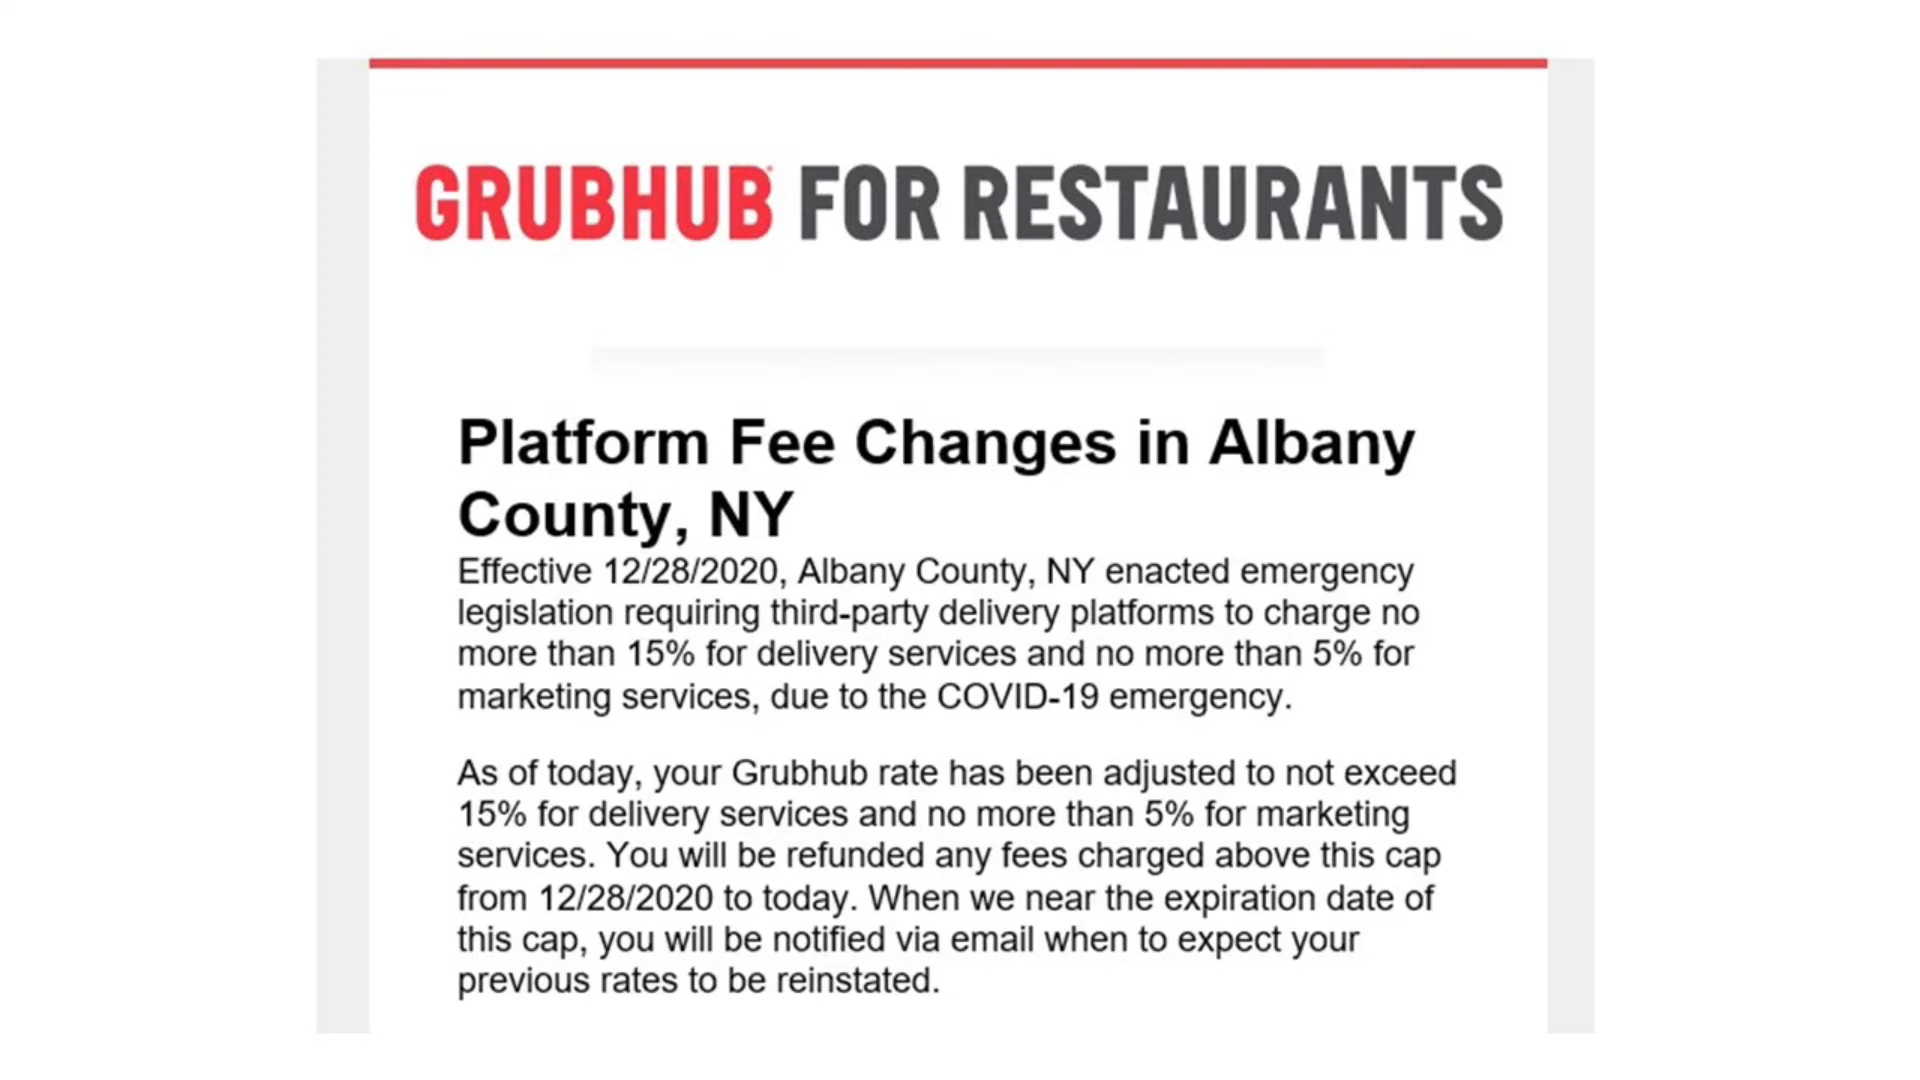 GRUBHUB FOR RESTAURANTS
Platform Fee Changes in Albany
County, NY
Effective 12/28/2020, Albany County, NY enacted emergency
legislation requiring third-party delivery platforms to charge no
more than 15% for delivery services and no more than 5% for
marketing services, due to the COVID-19 emergency.
As of today, your Grubhub rate has been adjusted to not exceed
15% for delivery services and no more than 5% for marketing
services. You will be refunded any fees charged above this cap
from 12/28/2020 to today. When we near the expiration date of
this cap, you will be notified via email when to expect your
previous rates to be reinstated.